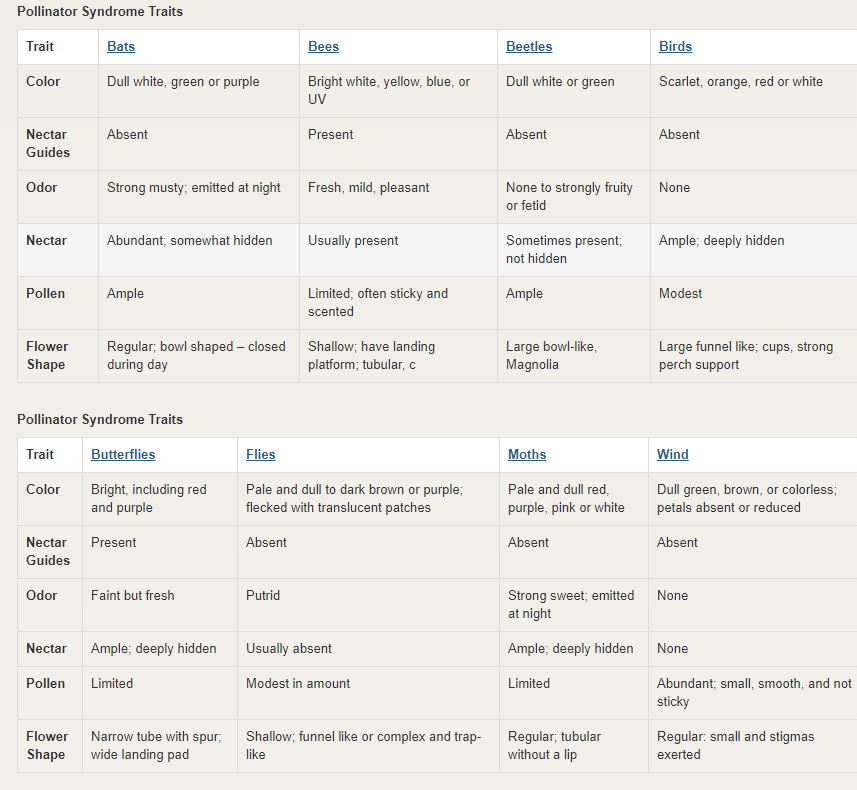 Pollinator Syndrome Traits
Trait Bats Bees Beetles Birds
Color Dull white, green or purple Bright white, yellow, blue, or UV Dull white or green Scarlet, orange, red or white
Nectar Guides Absent Present Absent Absent
Odor Strong musty; emitted at night Fresh, mild, pleasant None to strongly fruity or fetid None
Nectar Abundant; somewhat hidden Usually present Sometimes present; not hidden Ample; deeply hidden
Pollen Ample Limited; often sticky and scented Ample Modest
Flower Shape Regular; bowl shaped – closed during day Shallow; have landing platform; tubular, c Large bowl-like, Magnolia Large funnel like; cups, strong perch support
Pollinator Syndrome Traits
Trait Butterflies Flies Moths Wind
Color Bright, including red and purple Pale and dull to dark brown or purple; flecked with translucent patches Pale and dull red, purple, pink or white Dull green, brown, or colorless; petals absent or reduced
Nectar Guides Present Absent Absent Absent
Odor Faint but fresh Putrid Strong sweet; emitted at night None
Nectar Ample; deeply hidden Usually absent Ample; deeply hidden None
Pollen Limited Modest in amount Limited Abundant; small, smooth, and not sticky
Flower Shape Narrow tube with spur; wide landing pad Shallow; funnel like or complex and trap-like Regular; tubular without a lip Regular: small and stigmas exerted